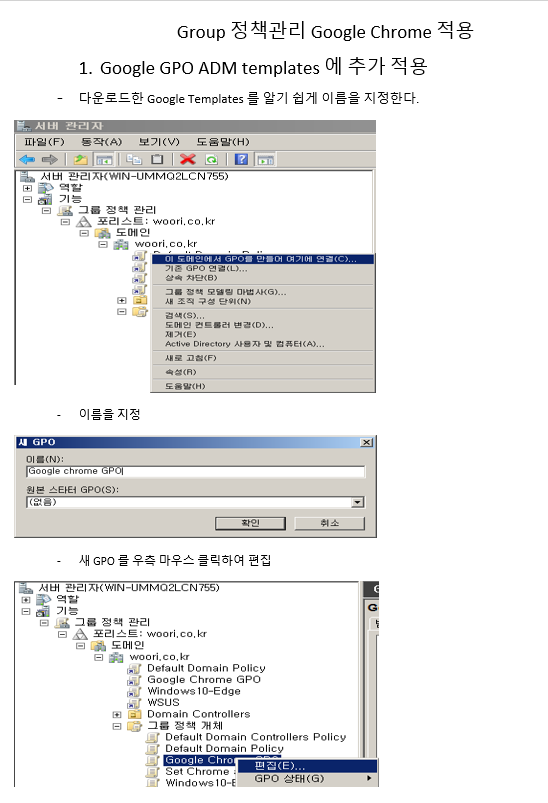 Group 정책관리 Google Chrome 적용
1. Google GPO ADM templates 에 추가 적용
- 다운로드한 Google Templates 를 알기 쉽게 이름을 지정한다.
서버 관리자
파일(F) 동작(A) 보기(V) 도움말(H)
서버 관리자(WIN-UMMQ2LCN755)
역할
기능
그룹 정책 관리
포리스트: woori.co.kr
도메인
woori.co.kr
이 도메인에서 GPO를 만들어 여기에 연결(C)...
기존 GPO 연결(L)...
상속 차단(B)
그룹 정책 모델링 마법사(G)...
새 조직 구성 단위(N)
검색(S)...
도메인 컨트롤러 변경(D)...
제거(E)
Active Directory 사용자 및 컴퓨터(A)...
새로 고침(F)
속성(R)
도움말(H)
- 이름을 지정
새 GPO
이름(N):
Google chrome GPO
원본 스타터 GPO(S):
(없음)
확인 취소
- 새 GPO 를 우측 마우스 클릭하여 편집
서버 관리자(WIN-UMMQ2LCN755)
역할
기능
그룹 정책 관리
포리스트: woori.co.kr
도메인
woori.co.kr
Default Domain Policy
Google Chrome GPO
Windows10-Edge
WSUS
Domain Controllers
그룹 정책 개체
Default Domain Controllers Policy
Default Domain Policy
Google Chro
편집(E)...
Set Chrome
GPO 상태(G)
Windows10-E